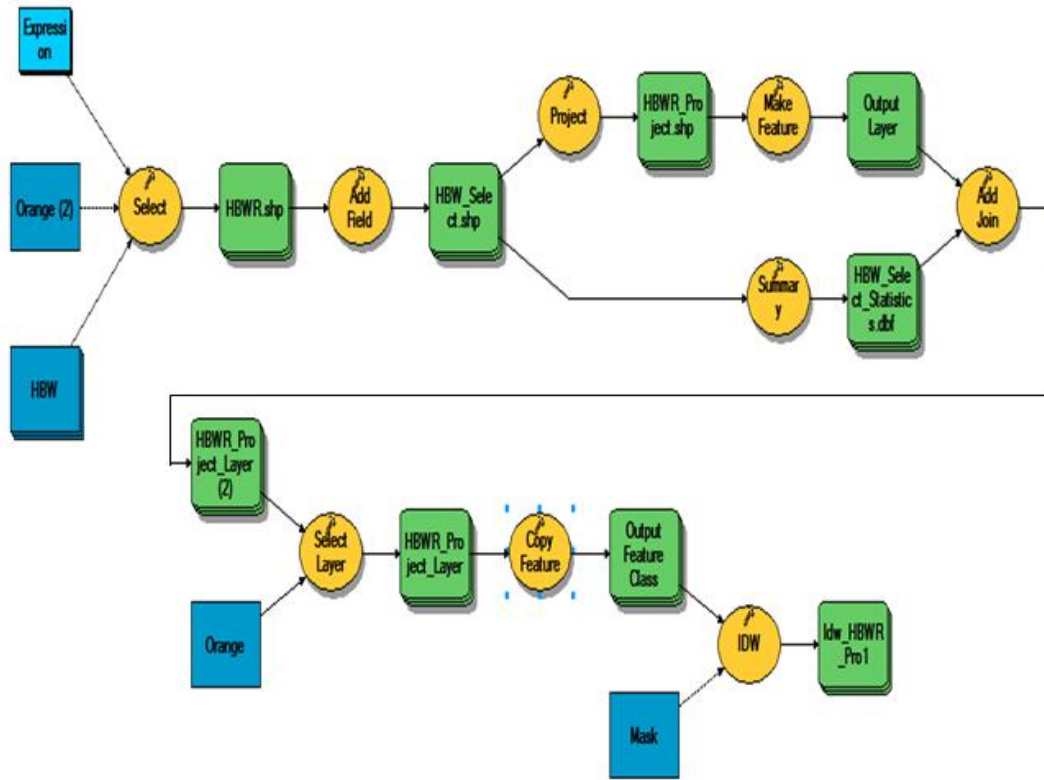 Expressi
on
Orange (2)
HBW
Select
HBWR.shp
Add
Field
HBW_Sele
ct.shp
Project
HBWR_Pro
ject.shp
Make
Feature
Output
Layer
Summar
y
HBW_Sele
ct_Statistic
s.dbf
Add
Join
HBWR_Pro
ject_Layer
(2)
Orange
Select
Layer
HBWR_Pro
ject_Layer
Copy
Feature
Output
Feature
Class
Mask
IDW
Idw_HBWR
_Pro1